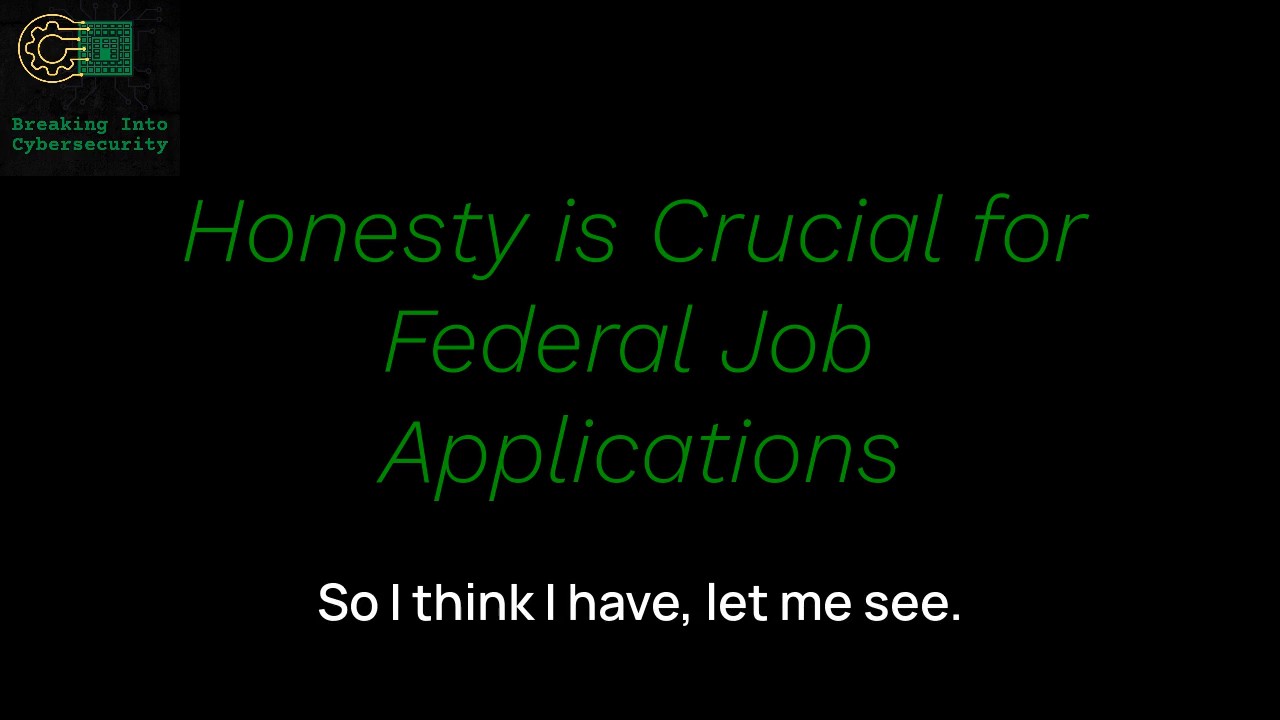 Breaking Into
Cybersecurity
Honesty is Crucial for
Federal Job
Applications
So I think I have, let me see.